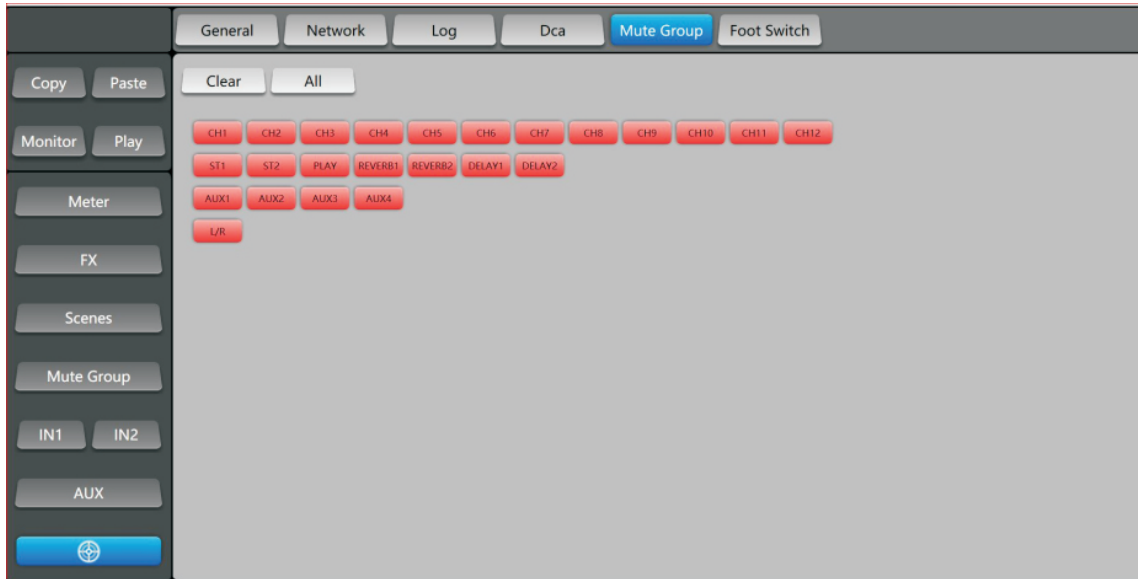 General Network Log Dca Mute Group Foot Switch
Copy Paste Clear All
Monitor Play CH1 CH2 CH3 CH4 CH5 CH6 CH7 CH8 CH9 CH10 CH11 CH12
ST1 ST2 PLAY REVERB1 REVERB2 DELAY1 DELAY2
Meter AUX1 AUX2 AUX3 AUX4
L/R
FX
Scenes
Mute Group
IN1 IN2
AUX